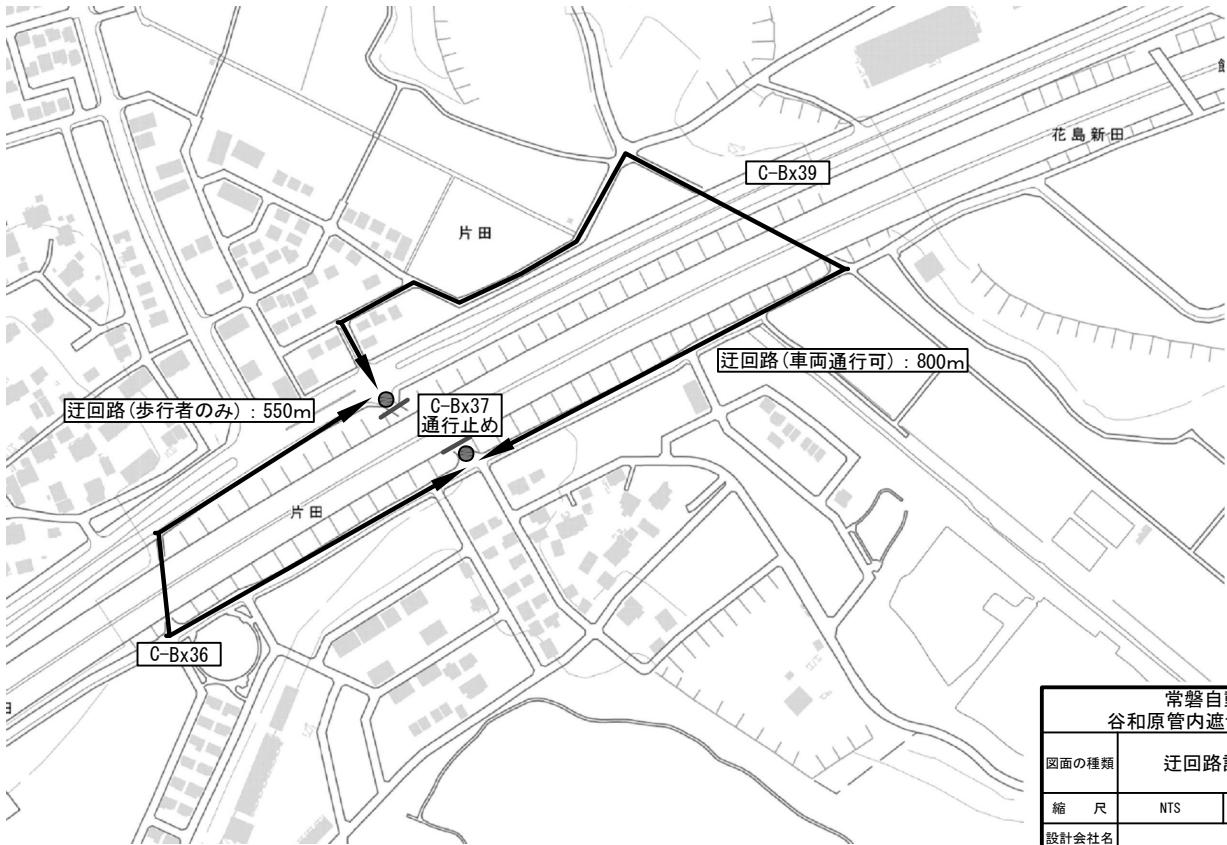 花島新田
C-Bx39
片田
迂回路(車両通行可):800m
迂回路(歩行者のみ):550m
C-Bx37
通行止め
片田
C-Bx36
常磐自
谷和原管内遮
図面の種類
迂回路
縮 尺
NTS
設計会社名